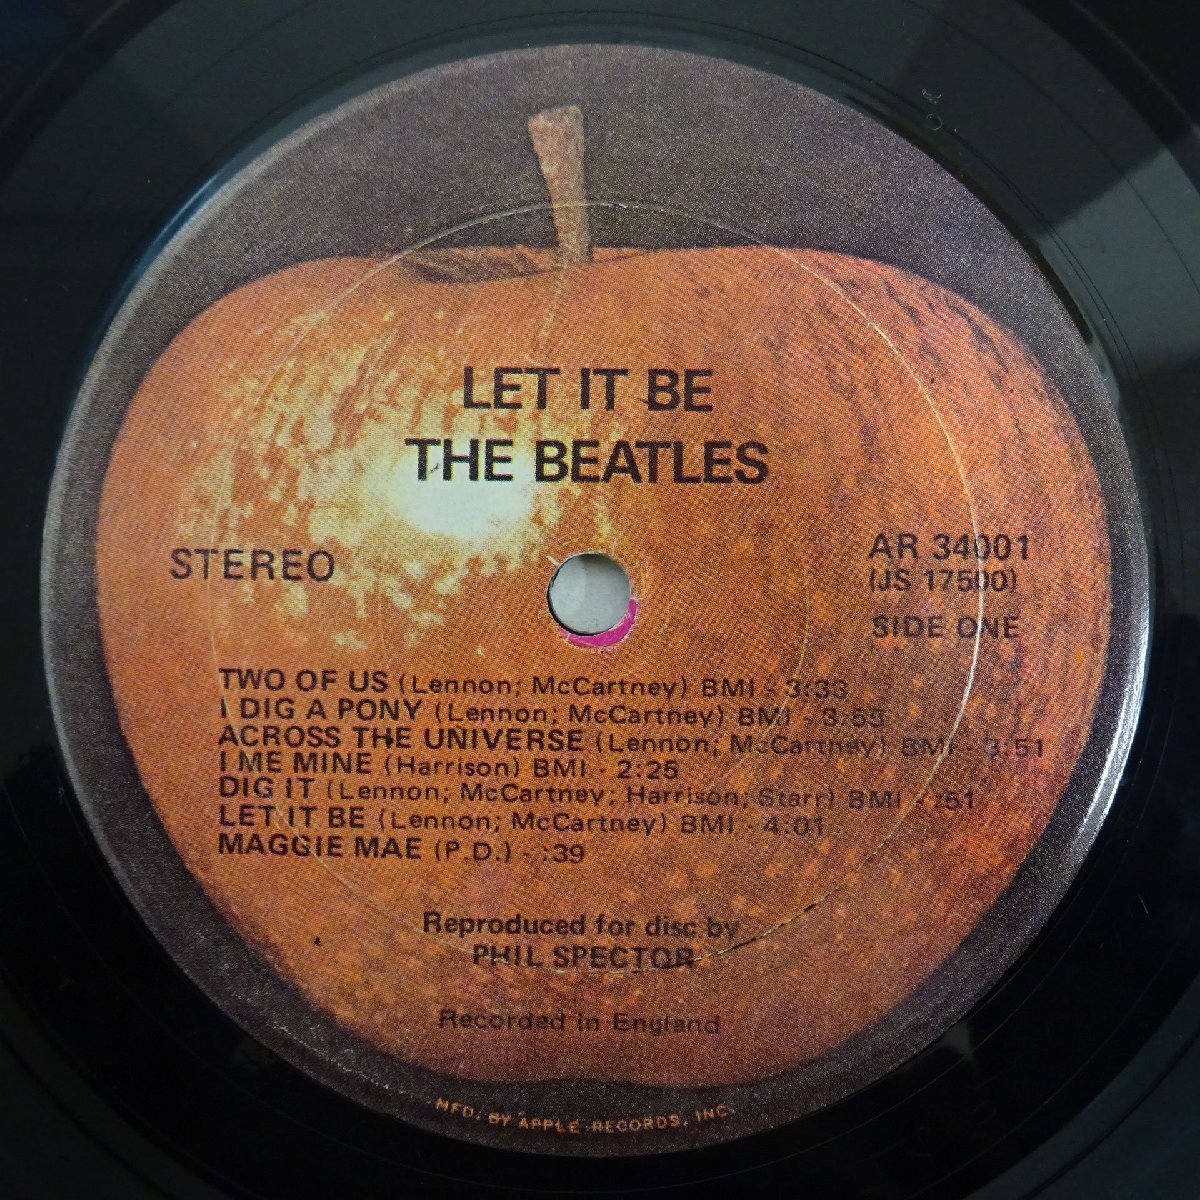 LET IT BE
THE BEATLES
STEREO
AR 34001
(JS 17500)
SIDE ONE
TWO OF US (Lennon; McCartney) BMI - 3:33
I DIG A PONY (Lennon; McCartney) BMI - 3:55
ACROSS THE UNIVERSE (Lennon; McCartney) BMI - 3:51
I ME MINE (Harrison) BMI - 2:25
DIG IT (Lennon; McCartney; Harrison; Starr) BMI - :51
LET IT BE (Lennon; McCartney) BMI - 4:01
MAGGIE MAE (P.D.) - :39
Reproduced for disc by
PHIL SPECTOR
Recorded in England
MFD. BY APPLE RECORDS, INC.